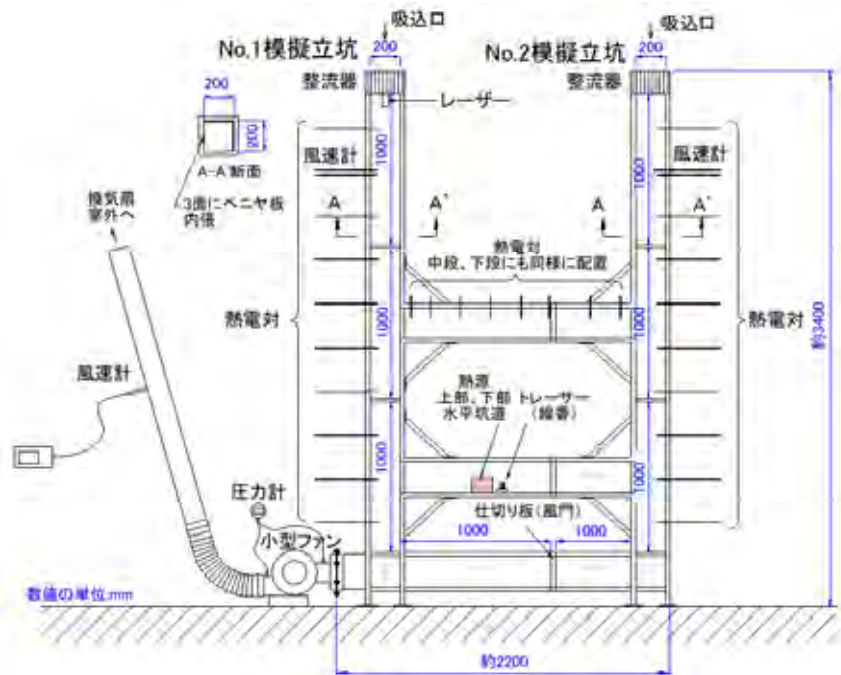 吸込口
吸込口
No.1模擬立坑
No.2模擬立坑
200
200
整流器
整流器
レーザー
200
200
A-A'断面
3面にベニヤ板
内張
1000
1000
風速計
風速計
換気扇
室外へ
A
A'
A
A'
熱電対
中段、下段にも同様に配置
熱電対
熱電対
1000
1000
約3400
風速計
熱源
上部、下部
水平坑道
トレーサー
(線香)
1000
1000
圧力計
小型ファン
仕切り板(風門)
1000
1000
数値の単位:mm
約2200